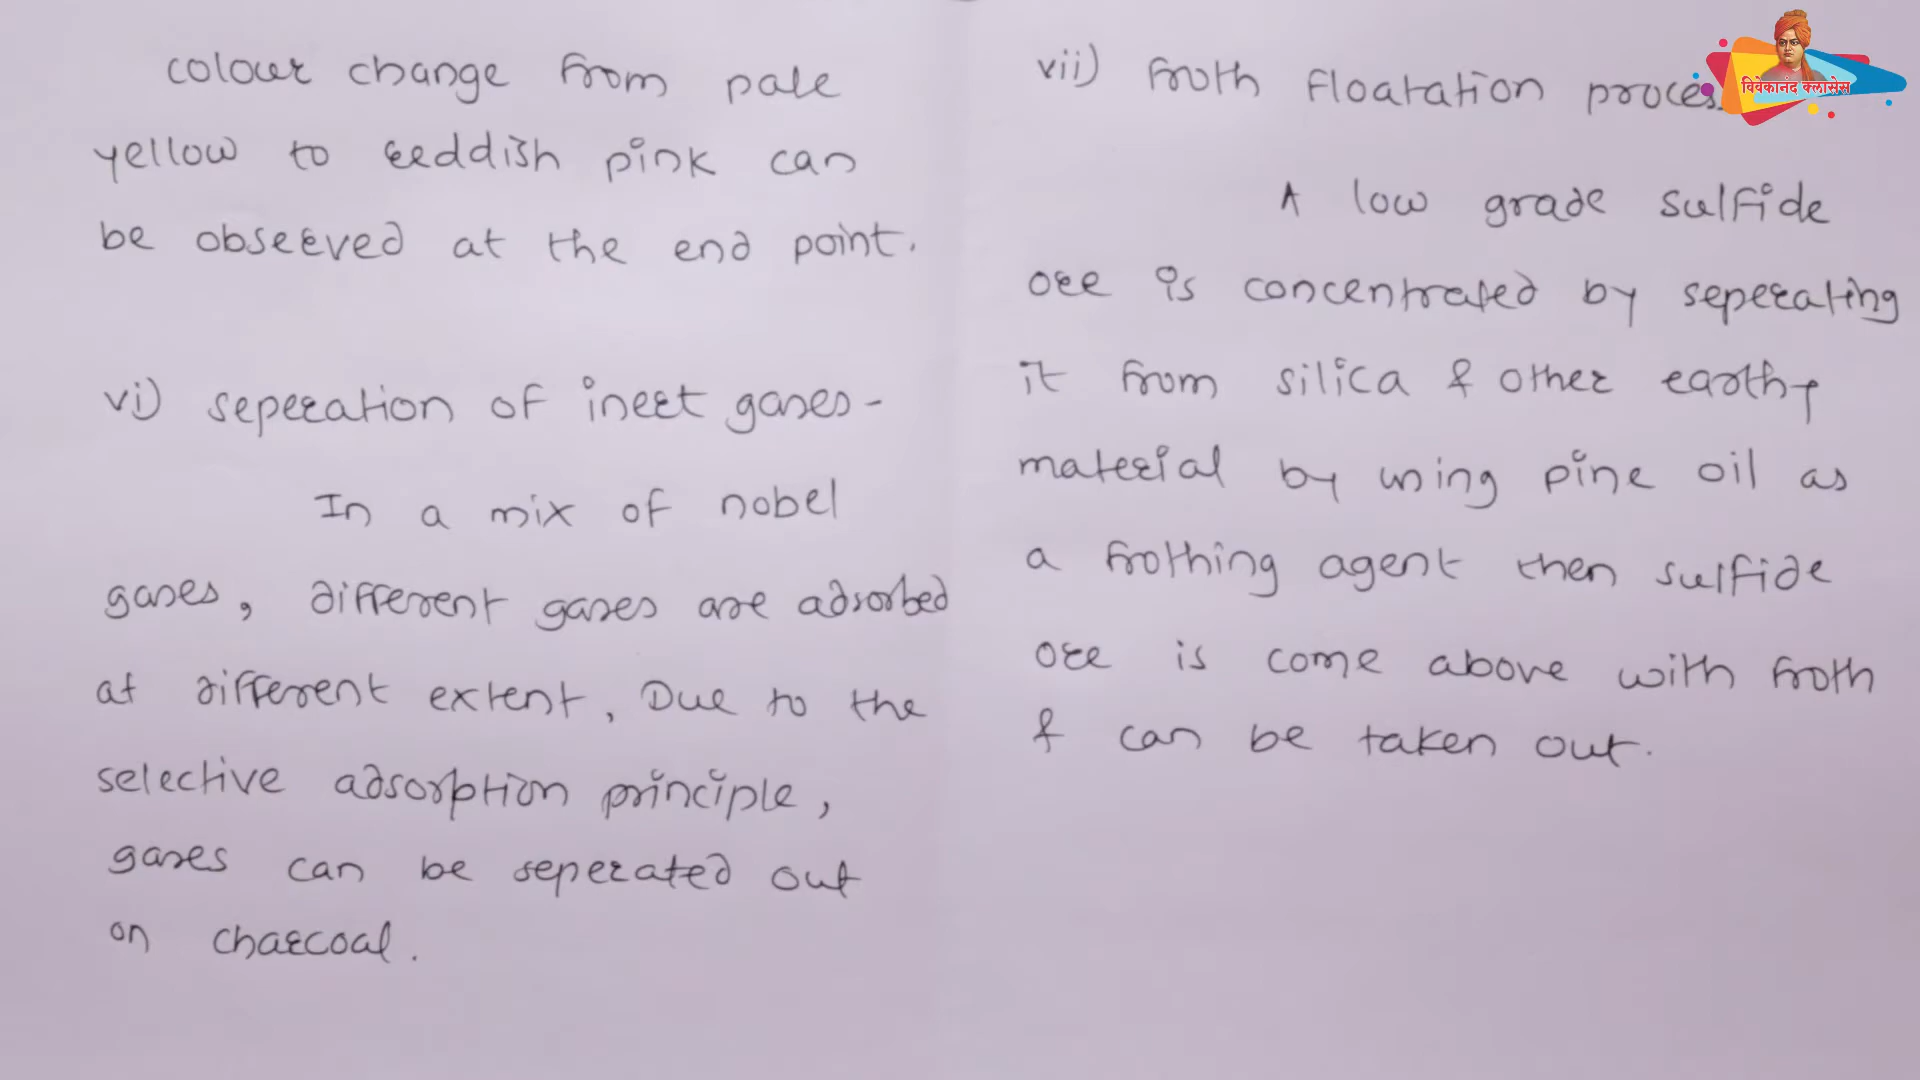 colour change from pale
yellow to reddish pink can
be observed at the end point.
vi) seperation of inert gases -
In a mix of nobel
gases, different gases are adsorbed
at different extent, Due to the
selective adsorption principle,
gases can be seperated out
on charcoal.
vii) froth floatation proces
A low grade sulfide
ore is concentrated by seperating
it from silica & other earthy
material by using pine oil as
a frothing agent then sulfide
ore is come above with froth
& can be taken out.
विवेकानंद क्लासेस